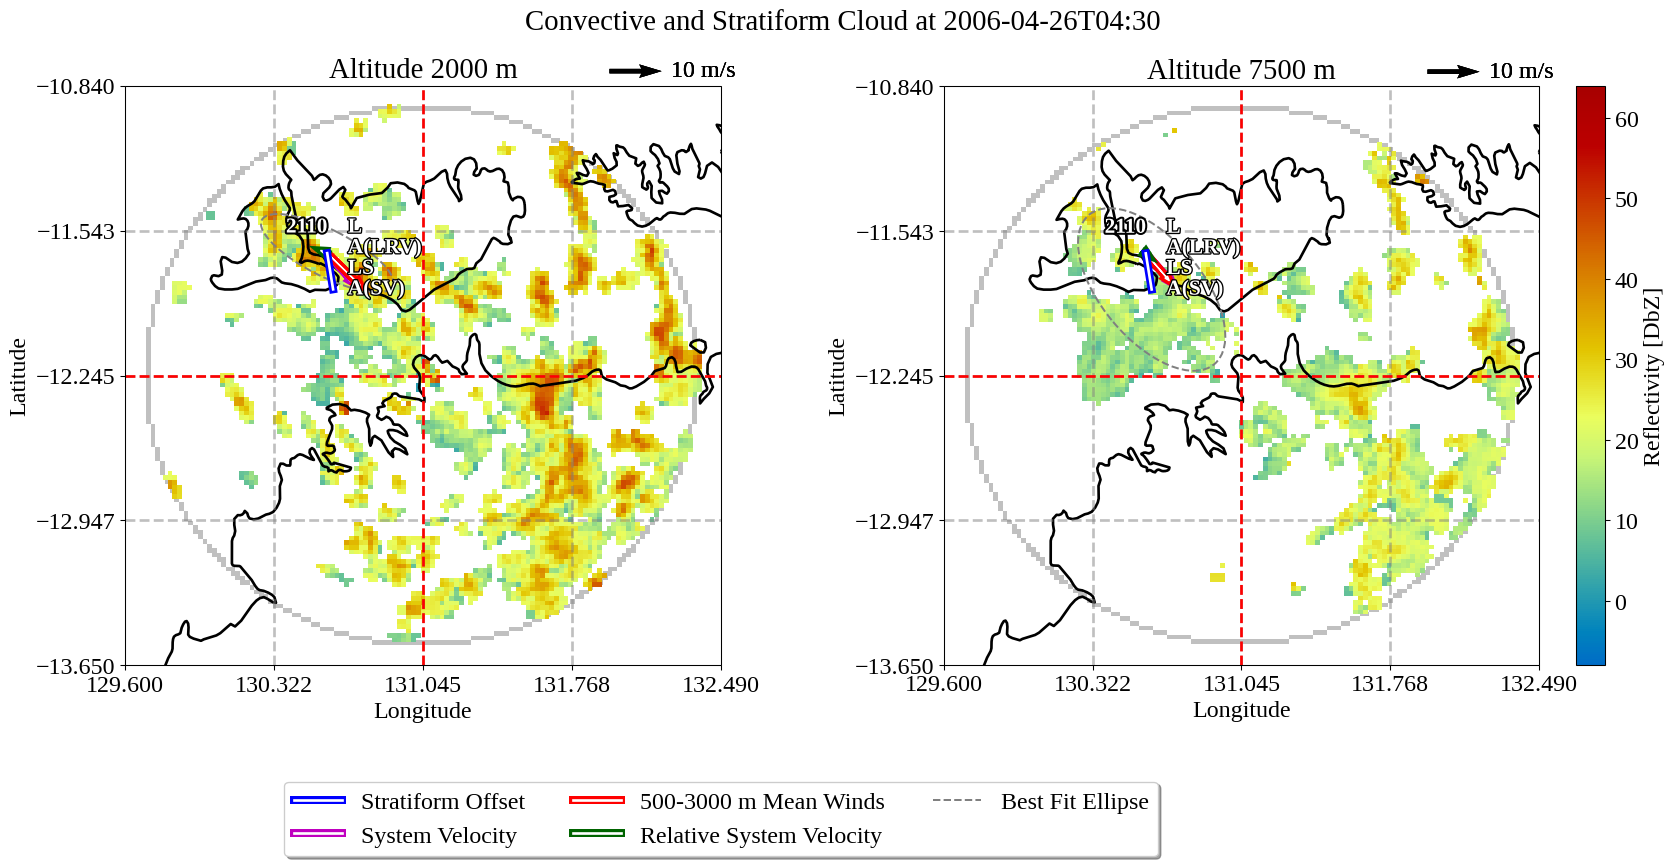 Convective and Stratiform Cloud at 2006-04-26T04:30
Altitude 2000 m
10 m/s
−10.840
−11.543
−12.245
−12.947
−13.650
129.600
130.322
131.045
131.768
132.490
Latitude
Longitude
2110
L
A(LRV)
LS
A(SV)
Altitude 7500 m
10 m/s
−10.840
−11.543
−12.245
−12.947
−13.650
129.600
130.322
131.045
131.768
132.490
Latitude
Longitude
2110
L
A(LRV)
LS
A(SV)
60
50
40
30
20
10
0
Reflectivity [DbZ]
Stratiform Offset
System Velocity
500-3000 m Mean Winds
Relative System Velocity
Best Fit Ellipse